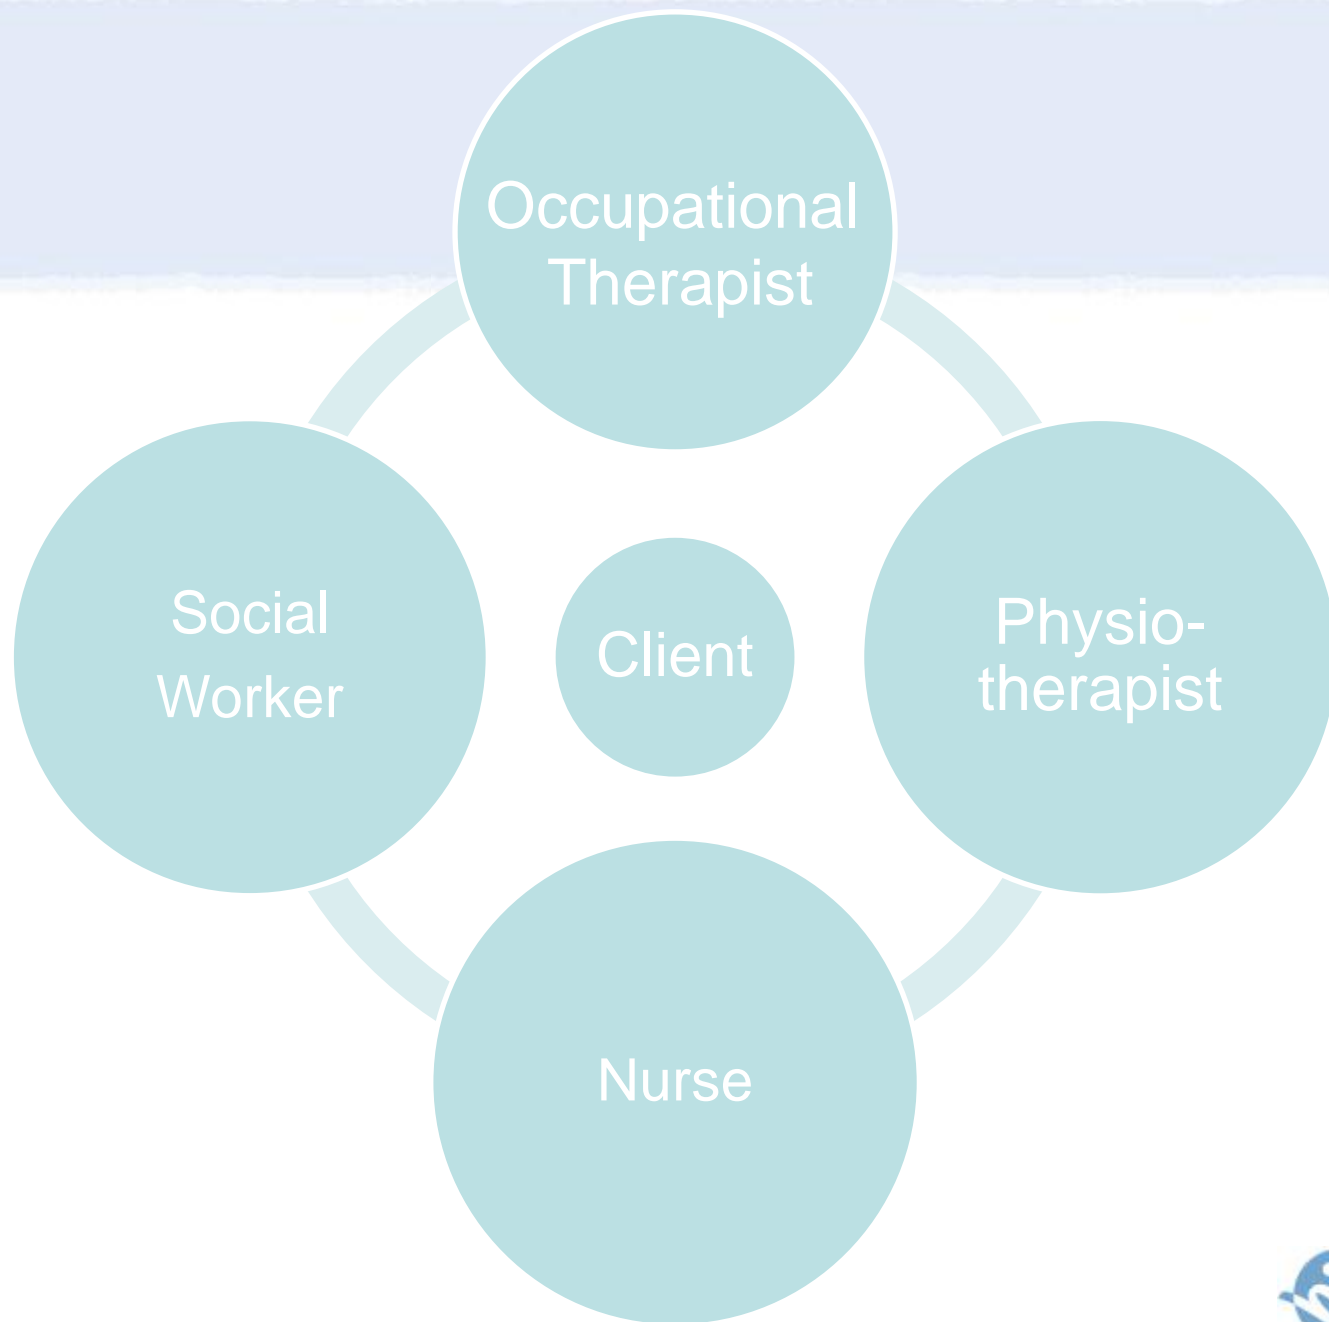 Occupational
Therapist
Social
Worker
Client
Physio-
therapist
Nurse